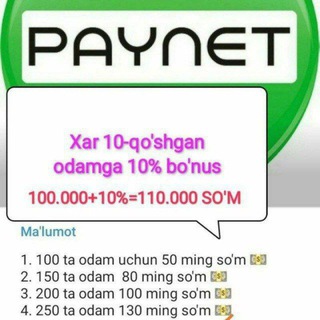 PAYNET
Xar 10-qo'shgan
odamga 10% bo'nus
100.000+10%=110.000 SO'M
Ma'lumot
1. 100 ta odam uchun 50 ming so'm 💵
2. 150 ta odam 80 ming so'm 💵
3. 200 ta odam 100 ming so'm 💵
4. 250 ta odam 130 ming so'm 💵